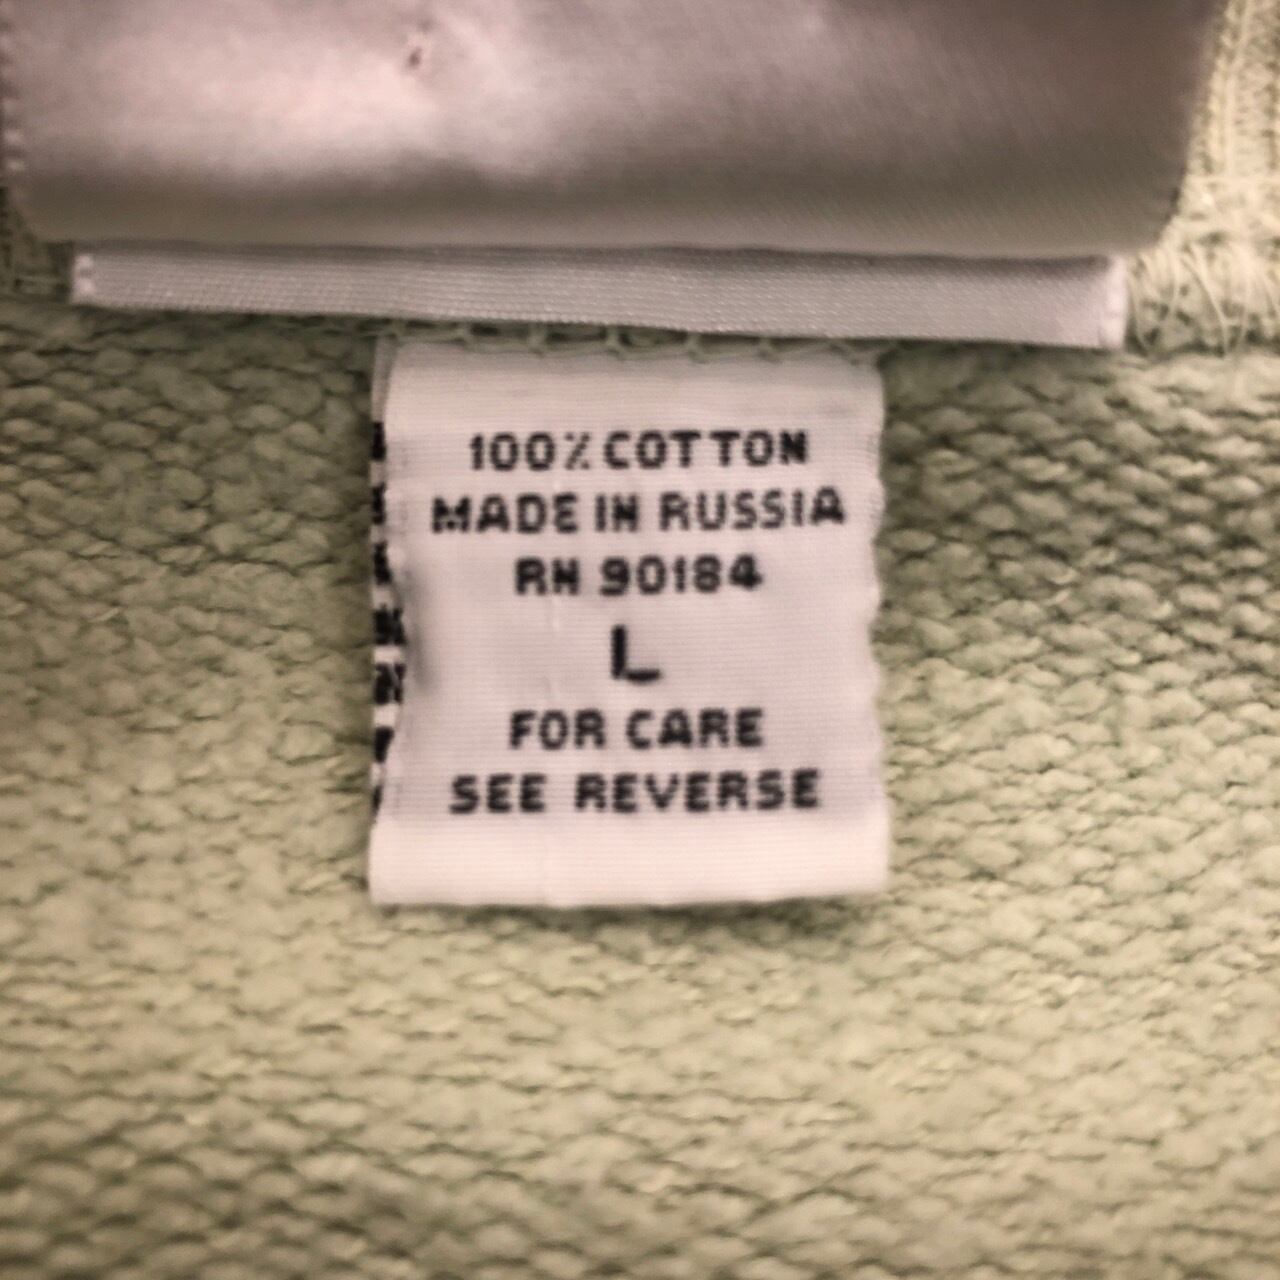 100% COTTON
MADE IN RUSSIA
RN 90184
L
FOR CARE
SEE REVERSE